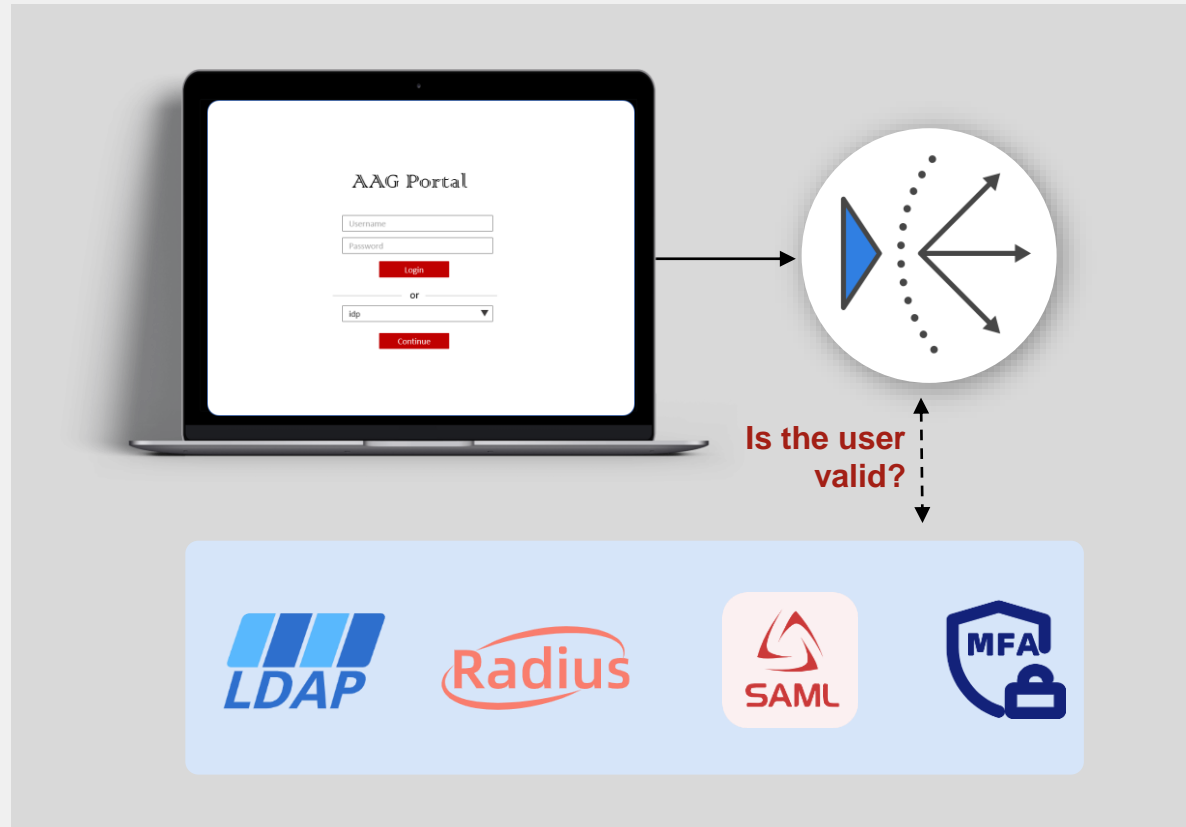 AAG Portal
Username
Password
Login
or
idp
Continue
Is the user
valid?
LDAP
Radius
SAML
MFA